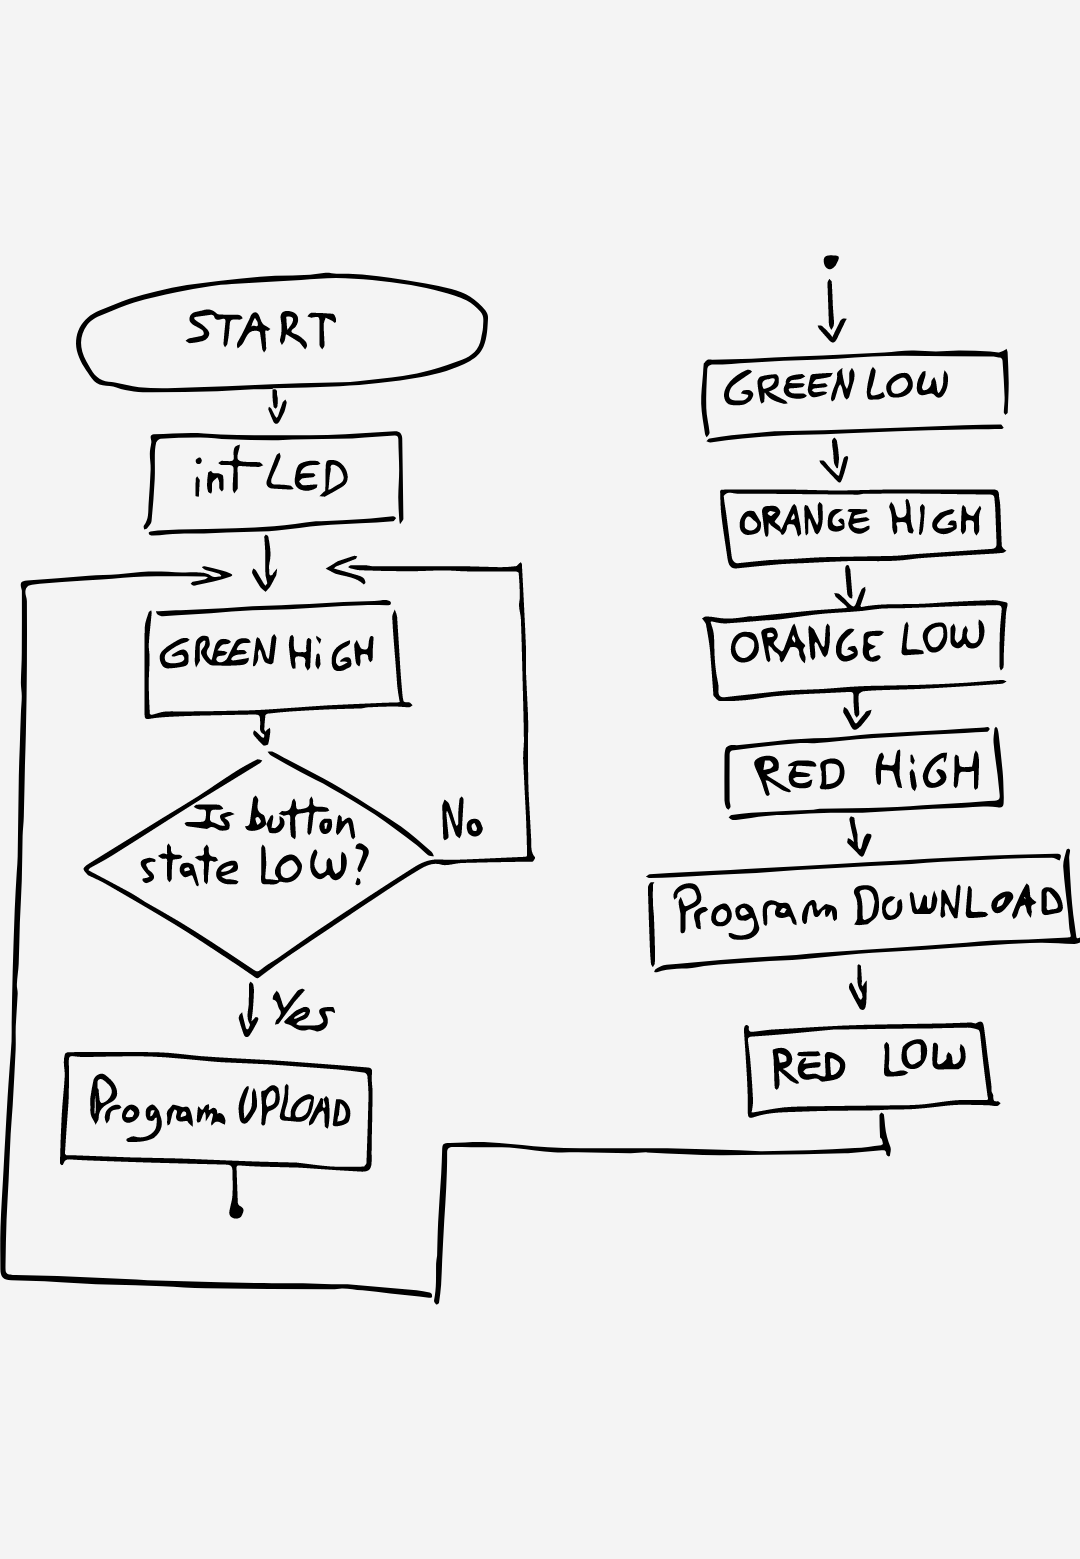 START
int LED
GREEN HiGH
Is button
state LOW?
No
Yes
Program UPLOAD
GREEN LOW
ORANGE HIGH
ORANGE LOW
RED HiGH
Program DOWNLOAD
RED LOW